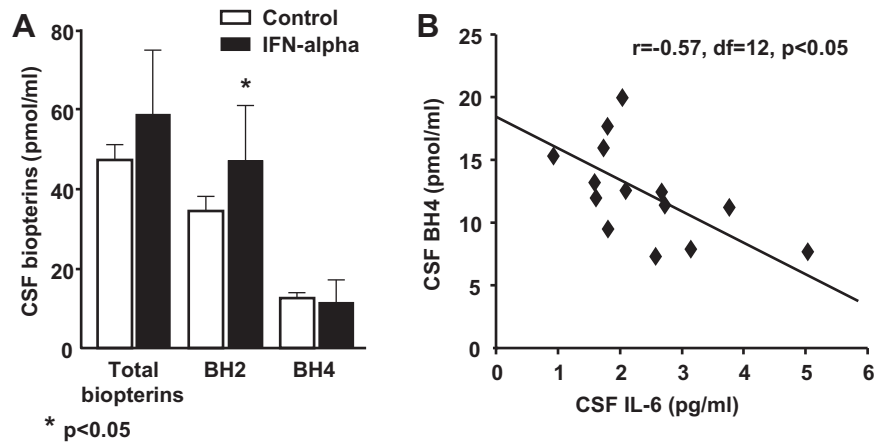 A
Control
IFN-alpha
CSF biopterins (pmol/ml)
80
60
40
20
0
*
Total
biopterins
BH2
BH4
* p<0.05
B
r=-0.57, df=12, p<0.05
CSF BH4 (pmol/ml)
25
20
15
10
5
0
0 1 2 3 4 5 6
CSF IL-6 (pg/ml)